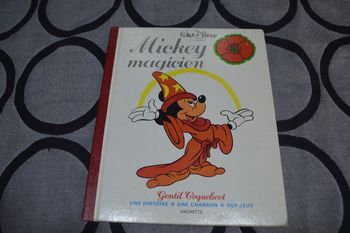 Walt Disney
Mickey
magicien
Gentil Coquelicot
UNE HISTOIRE ★ UNE CHANSON ★ DES JEUX
HACHETTE